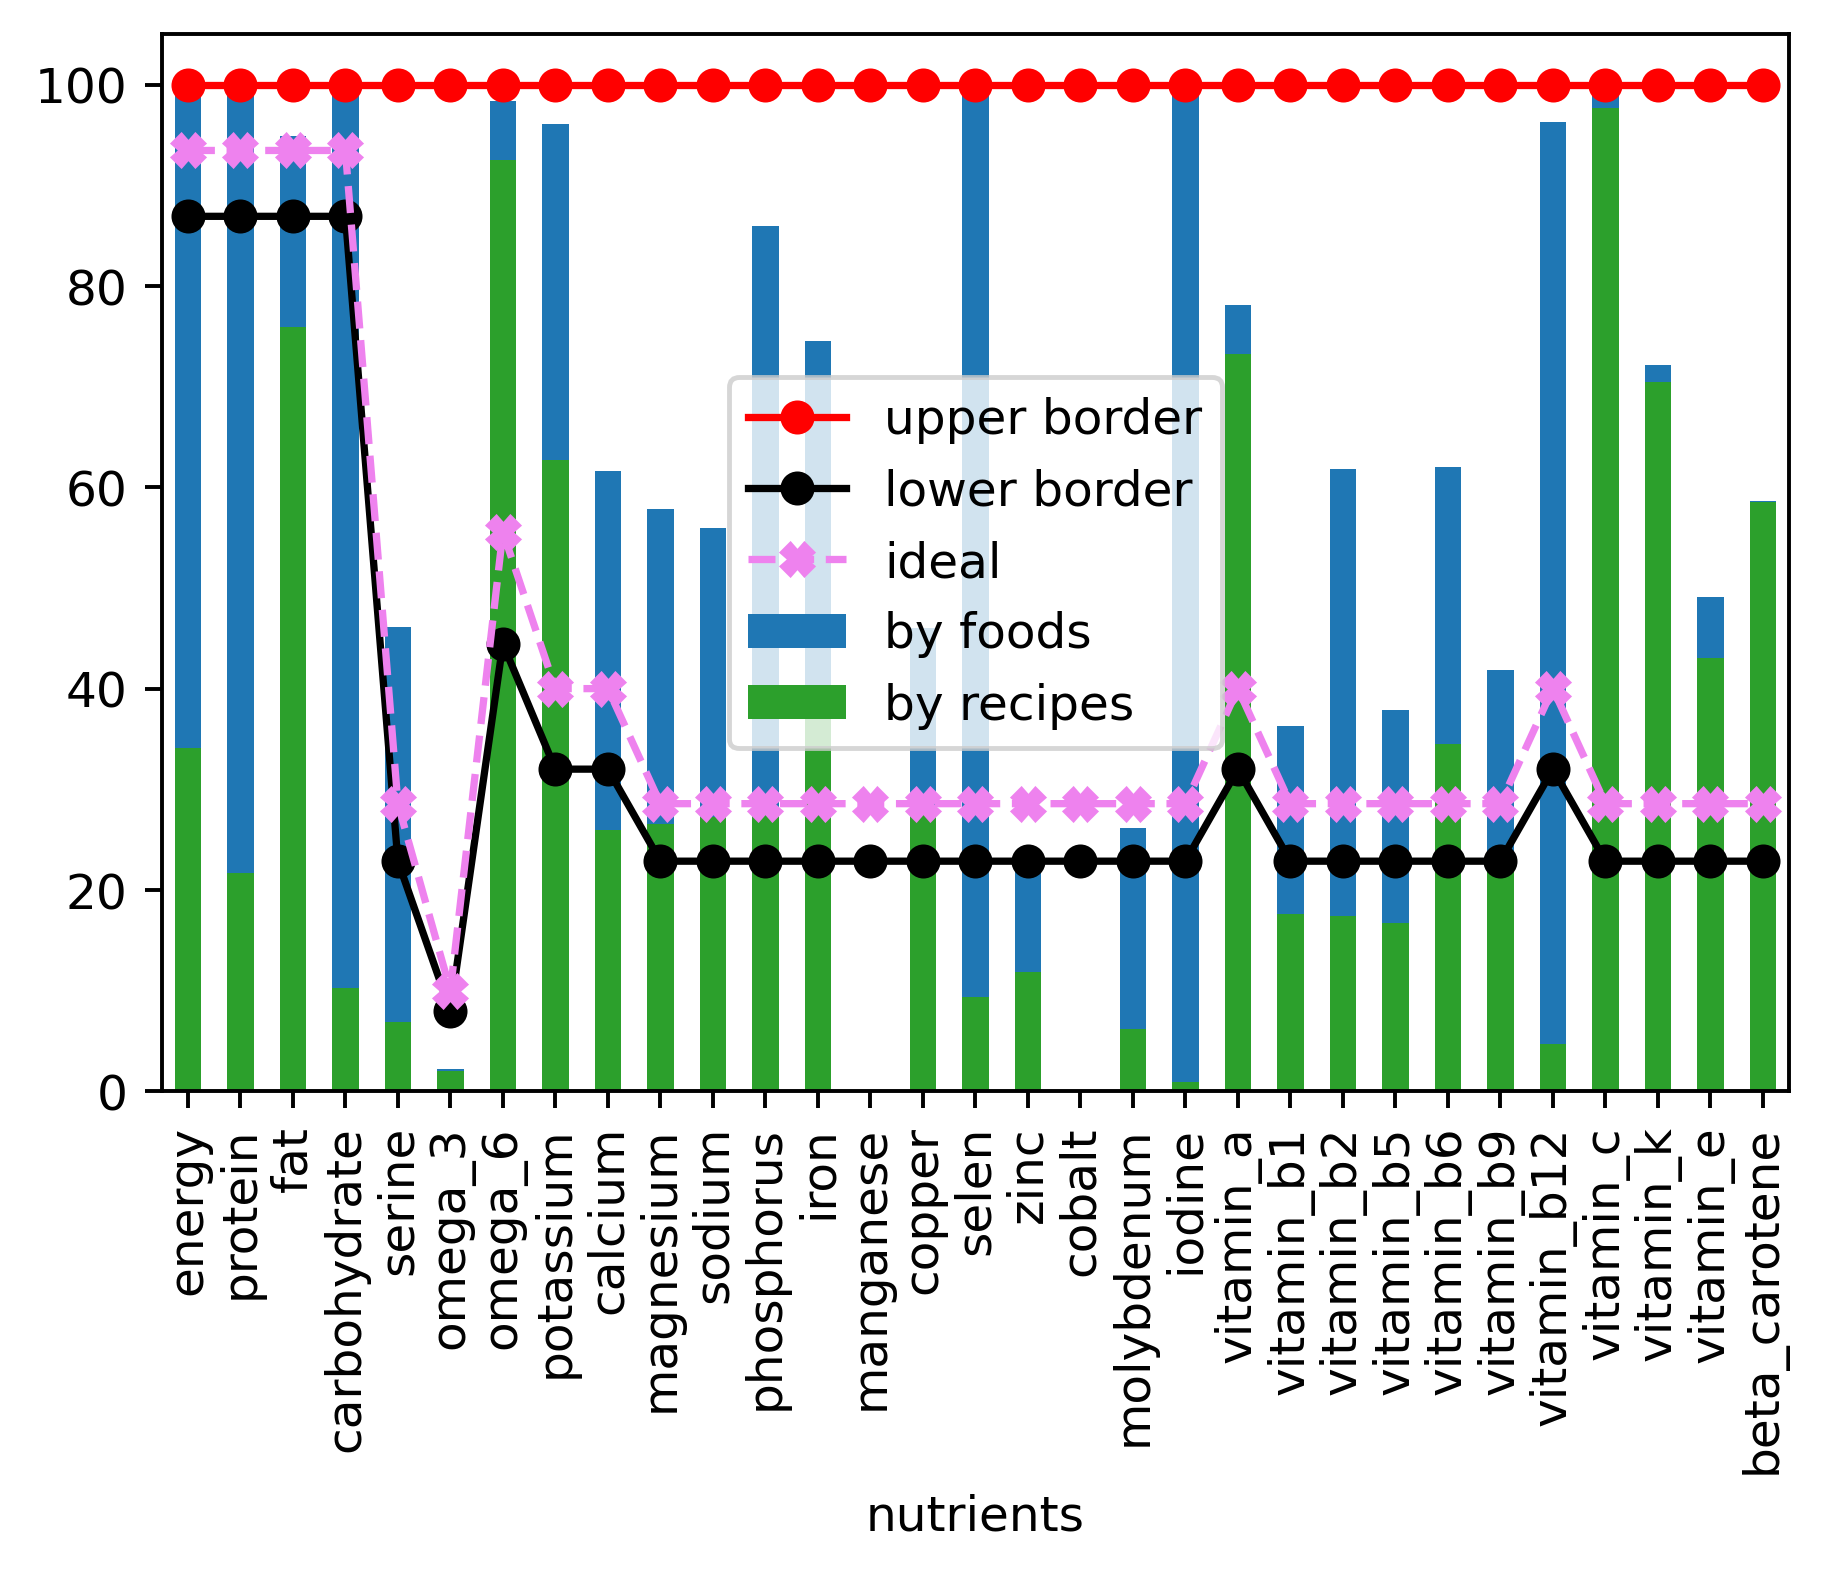 100
80
60
40
20
0
upper border
lower border
ideal
by foods
by recipes
energy
protein
fat
carbohydrate
serine
omega_3
omega_6
potassium
calcium
magnesium
sodium
phosphorus
iron
manganese
copper
selen
zinc
cobalt
molybdenum
iodine
vitamin_a
vitamin_b1
vitamin_b2
vitamin_b5
vitamin_b6
vitamin_b9
vitamin_b12
vitamin_c
vitamin_k
vitamin_e
beta_carotene
nutrients